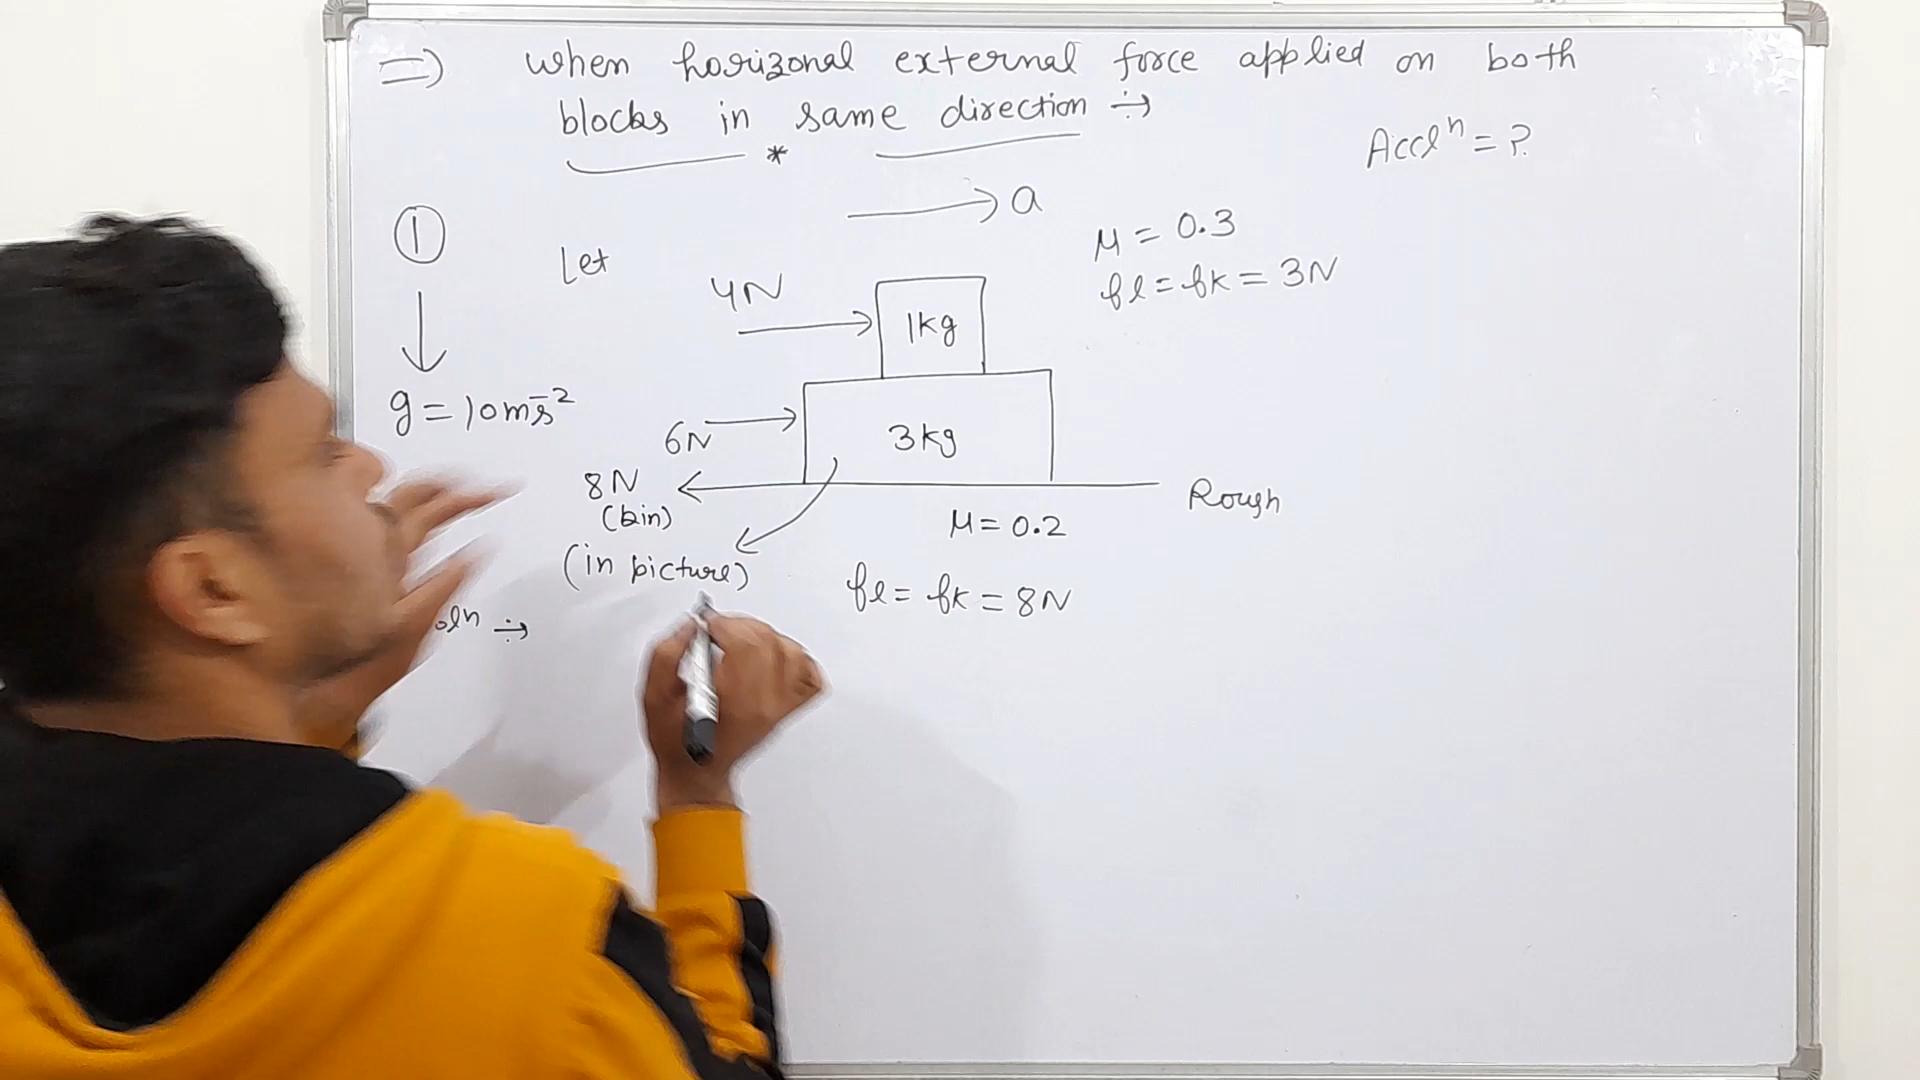 => when horizonal external force applied on both
blocks in same direction ÷>
*
Accl^n = ?
①
→ a
Let
μ = 0.3
fl = fk = 3N
4N
1kg
g = 10ms^-2
6N
3kg
8N
(kin)
Rough
μ = 0.2
(in picture)
fl = fk = 8N
oln ÷>